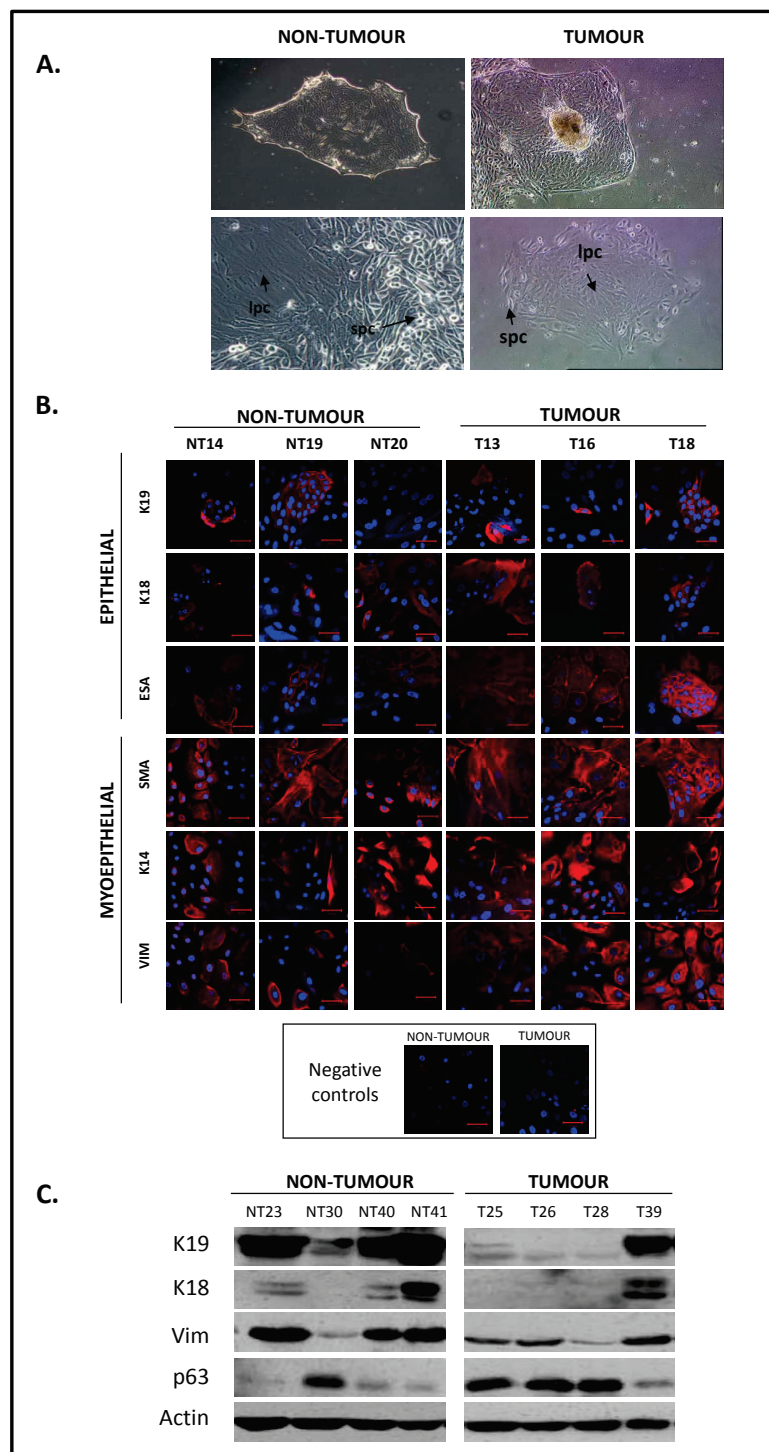 NON-TUMOUR TUMOUR
A.
lpc
spc
lpc
spc
B.
NON-TUMOUR TUMOUR
NT14 NT19 NT20 T13 T16 T18
EPITHELIAL
K19
K18
ESA
MYOEPITHELIAL
SMA
K14
VIM
NON-TUMOUR TUMOUR
Negative
controls
C.
NON-TUMOUR TUMOUR
NT23 NT30 NT40 NT41 T25 T26 T28 T39
K19
K18
Vim
p63
Actin